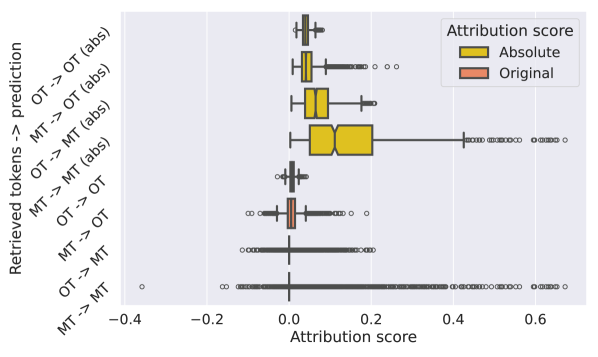 Retrieved tokens -> prediction
OT -> OT (abs)
MT -> OT (abs)
OT -> MT (abs)
MT -> MT (abs)
OT -> OT
MT -> OT
OT -> MT
MT -> MT
Attribution score
Absolute
Original
−0.4 −0.2 0.0 0.2 0.4 0.6
Attribution score